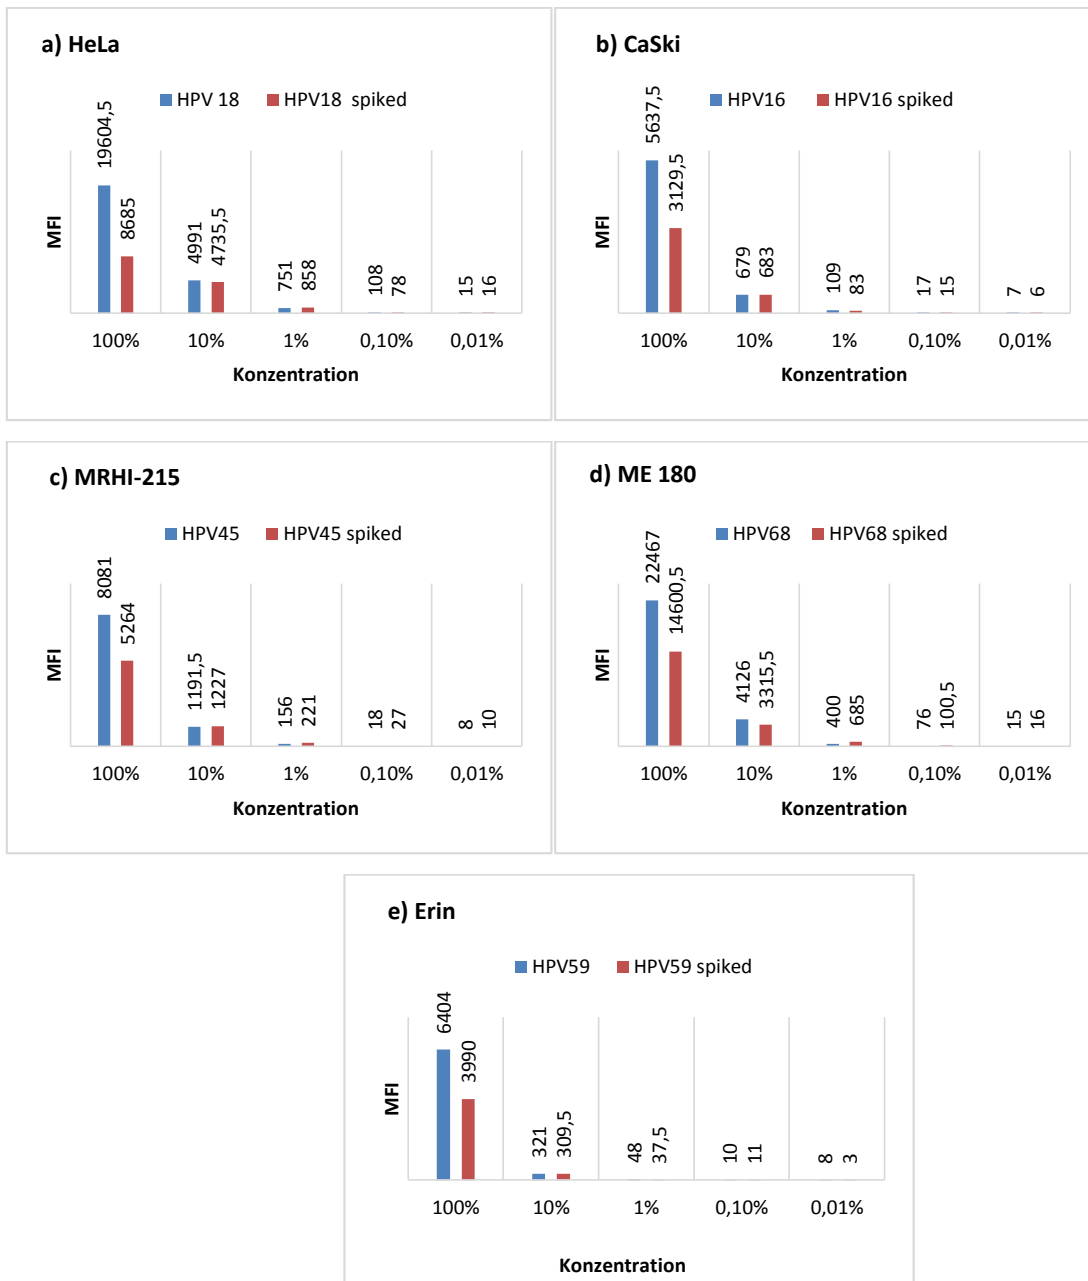 a) HeLa
HPV 18 HPV18 spiked
MFI
19604,5 8685 4991 4735,5 751 858 108 78 15 16
100% 10% 1% 0,10% 0,01%
Konzentration
b) CaSki
HPV16 HPV16 spiked
MFI
5637,5 3129,5 679 683 109 83 17 15 7 6
100% 10% 1% 0,10% 0,01%
Konzentration
c) MRHI-215
HPV45 HPV45 spiked
MFI
8081 5264 1191,5 1227 156 221 18 27 8 10
100% 10% 1% 0,10% 0,01%
Konzentration
d) ME 180
HPV68 HPV68 spiked
MFI
22467 14600,5 4126 3315,5 400 685 76 100,5 15 16
100% 10% 1% 0,10% 0,01%
Konzentration
e) Erin
HPV59 HPV59 spiked
MFI
6404 3990 321 309,5 48 37,5 10 11 8 3
100% 10% 1% 0,10% 0,01%
Konzentration